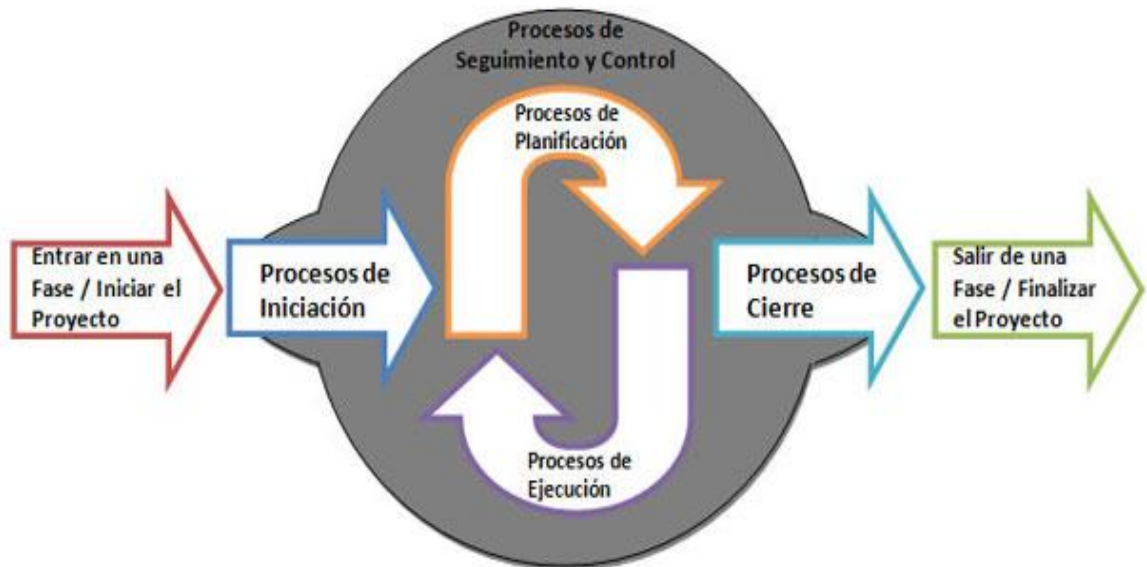 Procesos de
Seguimiento y Control
Procesos de
Planificación
Entrar en una
Fase / Iniciar el
Proyecto
Procesos de
Iniciación
Procesos de
Cierre
Salir de una
Fase / Finalizar
el Proyecto
Procesos de
Ejecución